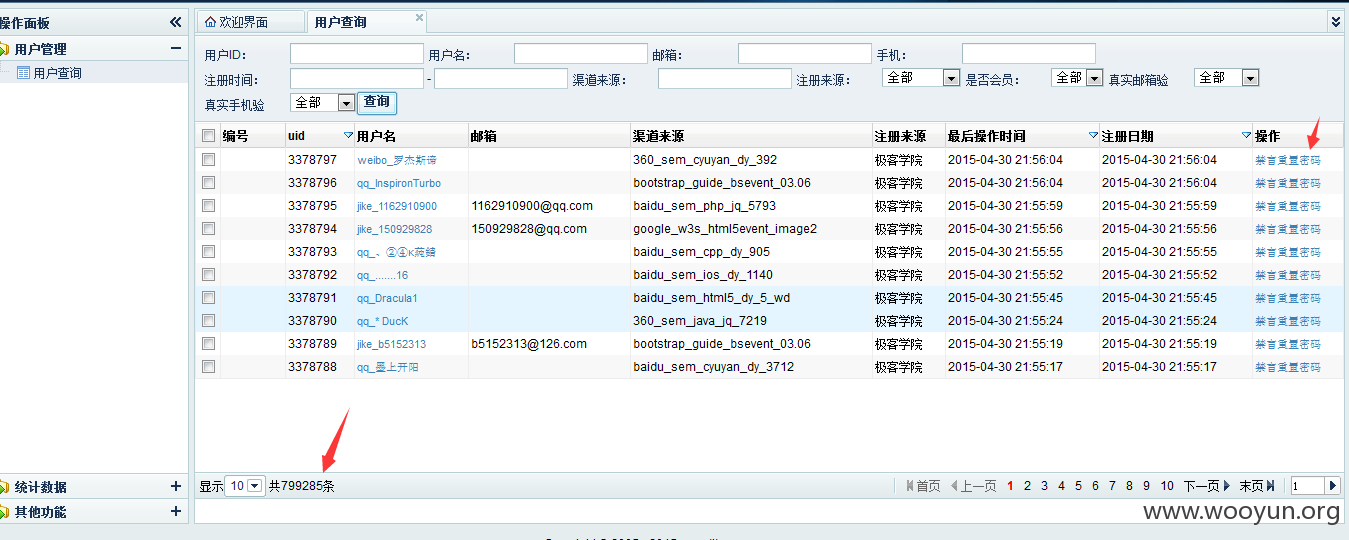 操作面板
欢迎界面 用户查询
用户管理
用户查询
用户ID: 用户名: 邮箱: 手机:
注册时间: - 渠道来源: 注册来源: 全部 是否会员: 全部 真实邮箱验 全部
真实手机验 全部 查询
编号 uid 用户名 邮箱 渠道来源 注册来源 最后操作时间 注册日期 操作
3378797 weibo_罗杰斯谛 360_sem_cyuyan_dy_392 极客学院 2015-04-30 21:56:04 2015-04-30 21:56:04 禁言重置密码
3378796 qq_InspironTurbo bootstrap_guide_bsevent_03.06 极客学院 2015-04-30 21:56:04 2015-04-30 21:56:04 禁言重置密码
3378795 jike_1162910900 1162910900@qq.com baidu_sem_php_jq_5793 极客学院 2015-04-30 21:55:59 2015-04-30 21:55:59 禁言重置密码
3378794 jike_150929828 150929828@qq.com google_w3s_html5event_image2 极客学院 2015-04-30 21:55:56 2015-04-30 21:55:56 禁言重置密码
3378793 baidu_sem_cpp_dy_905 极客学院 2015-04-30 21:55:55 2015-04-30 21:55:55 禁言重置密码
3378792 qq_.......16 baidu_sem_ios_dy_1140 极客学院 2015-04-30 21:55:52 2015-04-30 21:55:52 禁言重置密码
3378791 qq_Dracula1 baidu_sem_html5_dy_5_wd 极客学院 2015-04-30 21:55:45 2015-04-30 21:55:45 禁言重置密码
3378790 qq_* DucK 360_sem_java_jq_7219 极客学院 2015-04-30 21:55:24 2015-04-30 21:55:24 禁言重置密码
3378789 jike_b5152313 b5152313@126.com bootstrap_guide_bsevent_03.06 极客学院 2015-04-30 21:55:19 2015-04-30 21:55:19 禁言重置密码
3378788 qq_墨上开阳 baidu_sem_cyuyan_dy_3712 极客学院 2015-04-30 21:55:17 2015-04-30 21:55:17 禁言重置密码
统计数据
其他功能
显示 10 共799285条 首页 上一页 1 2 3 4 5 6 7 8 9 10 下一页 末页 1
www.wooyun.org